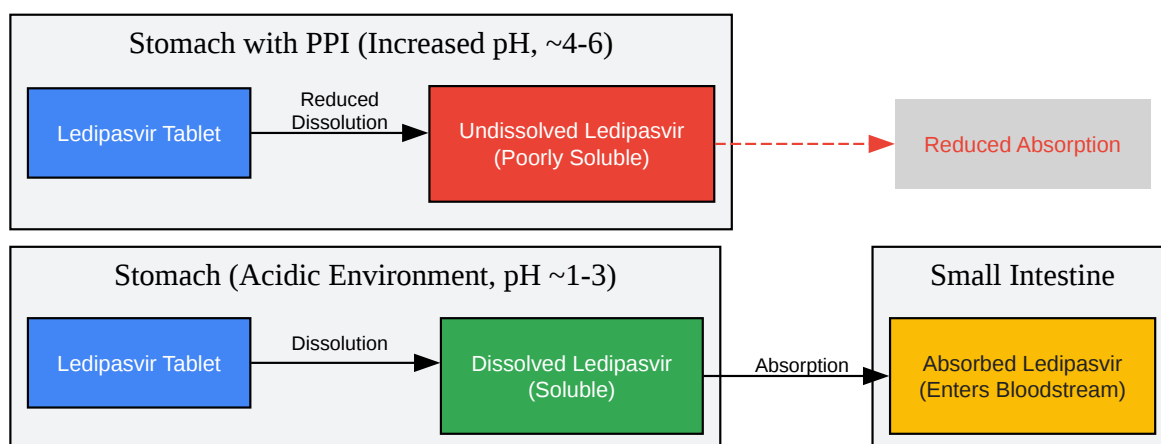 Stomach with PPI (Increased pH, ~4-6)
Ledipasvir Tablet
Reduced
Dissolution
Undissolved Ledipasvir
(Poorly Soluble)
Reduced Absorption
Stomach (Acidic Environment, pH ~1-3)
Ledipasvir Tablet
Dissolution
Dissolved Ledipasvir
(Soluble)
Absorption
Small Intestine
Absorbed Ledipasvir
(Enters Bloodstream)